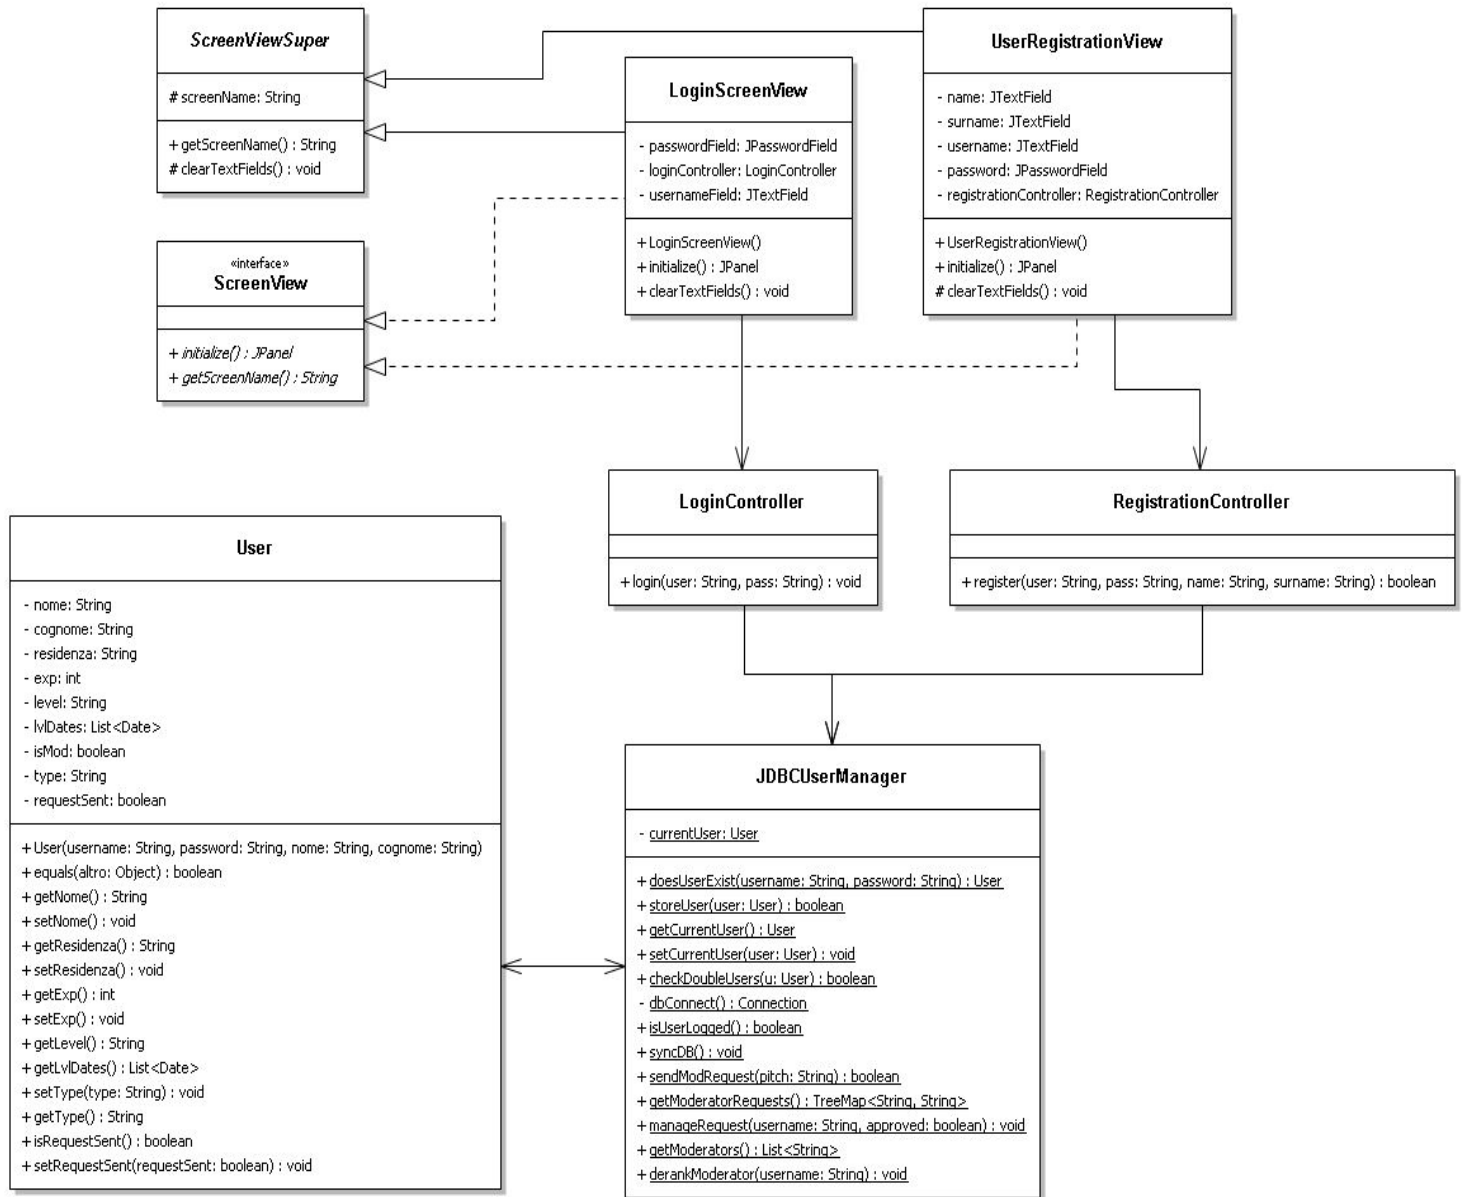 ScreenViewSuper
# screenName: String
+ getScreenName() : String
# clearTextFields() : void
LoginScreenView
- passwordField: JPasswordField
- loginController: LoginController
- usernameField: JTextField
+ LoginScreenView()
+ initialize() : JPanel
+ clearTextFields() : void
UserRegistrationView
- name: JTextField
- surname: JTextField
- username: JTextField
- password: JPasswordField
- registrationController: RegistrationController
+ UserRegistrationView()
+ initialize() : JPanel
# clearTextFields() : void
«interface»
ScreenView
+ initialize() : JPanel
+ getScreenName() : String
LoginController
+ login(user: String, pass: String) : void
RegistrationController
+ register(user: String, pass: String, name: String, surname: String) : boolean
User
- nome: String
- cognome: String
- residenza: String
- exp: int
- level: String
- lvlDates: List<Date>
- isMod: boolean
- type: String
- requestSent: boolean
+ User(username: String, password: String, nome: String, cognome: String)
+ equals(altro: Object) : boolean
+ getNome() : String
+ setNome() : void
+ getResidenza() : String
+ setResidenza() : void
+ getExp() : int
+ setExp() : void
+ getLevel() : String
+ getLvlDates() : List<Date>
+ setType(type: String) : void
+ getType() : String
+ isRequestSent() : boolean
+ setRequestSent(requestSent: boolean) : void
JDBCUserManager
- currentUser: User
+ doesUserExist(username: String, password: String) : User
+ storeUser(user: User) : boolean
+ getCurrentUser() : User
+ setCurrentUser(user: User) : void
+ checkDoubleUsers(u: User) : boolean
- dbConnect() : Connection
+ isUserLogged() : boolean
+ syncDB() : void
+ sendModRequest(pitch: String) : boolean
+ getModeratorRequests() : TreeMap<String, String>
+ manageRequest(username: String, approved: boolean) : void
+ getModerators() : List<String>
+ derankModerator(username: String) : void